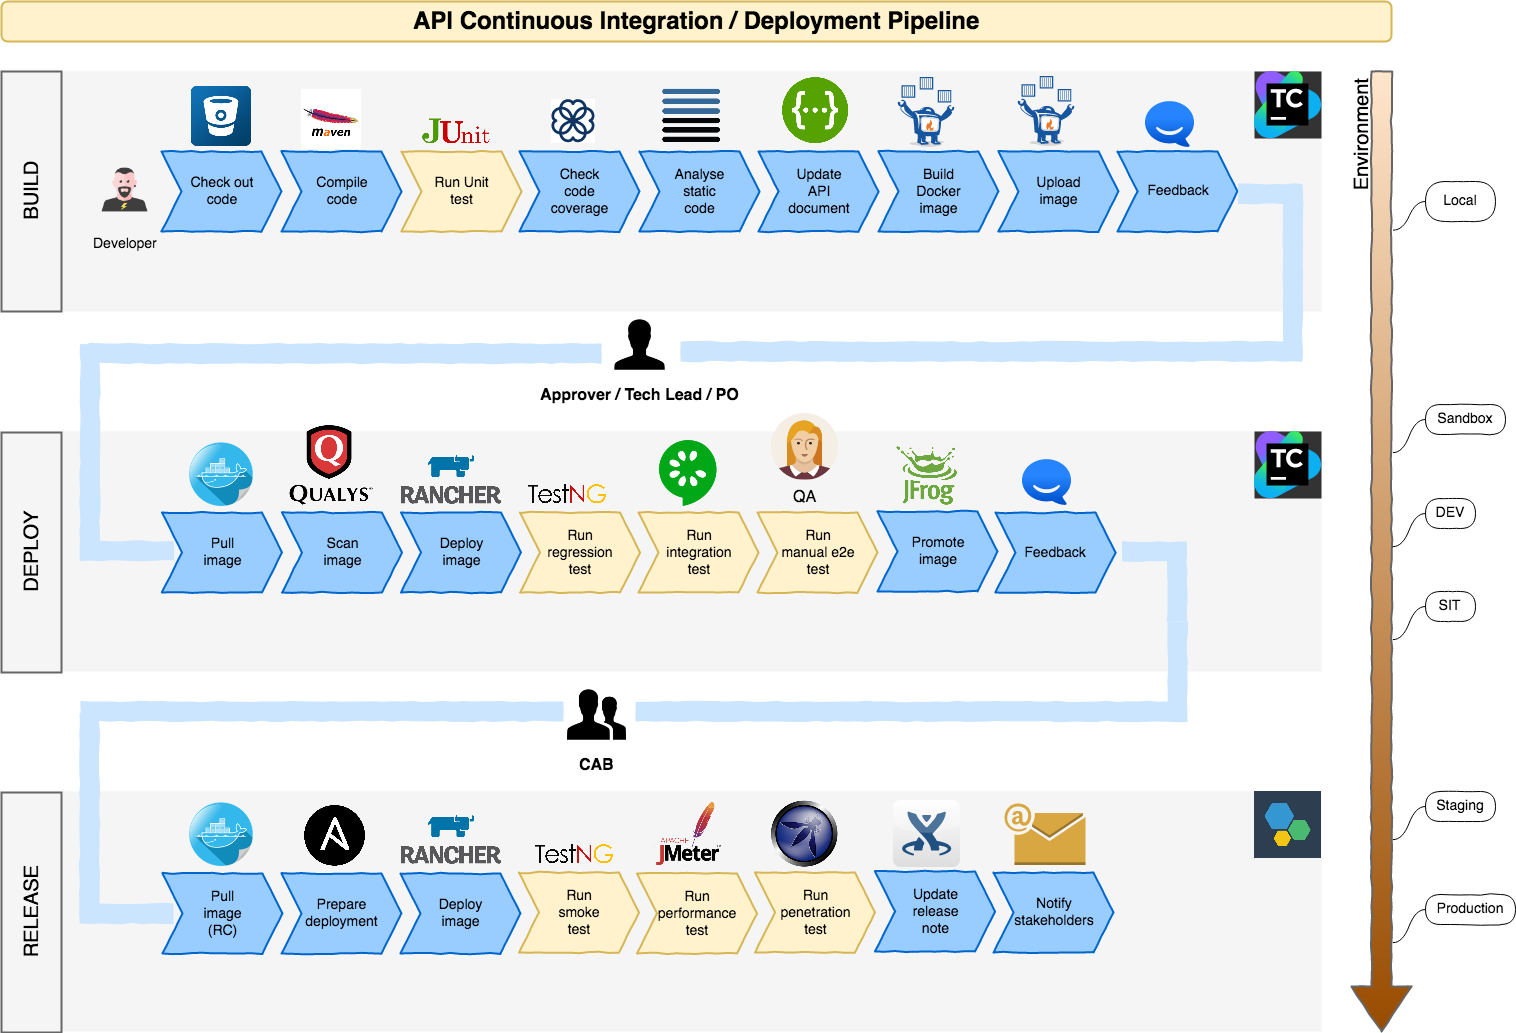 API Continuous Integration / Deployment Pipeline
BUILD
Developer
maven
JUnit
{···}
TC
Check out
code
Compile
code
Run Unit
test
Check
code
coverage
Analyse
static
code
Update
API
document
Build
Docker
image
Upload
image
Feedback
Approver / Tech Lead / PO
DEPLOY
Q
QUALYS
RANCHER
TestNG
QA
JFrog
TC
Pull
image
Scan
image
Deploy
image
Run
regression
test
Run
integration
test
Run
manual e2e
test
Promote
image
Feedback
CAB
RELEASE
A
RANCHER
TestNG
APACHE
JMeter
@
Pull
image
(RC)
Prepare
deployment
Deploy
image
Run
smoke
test
Run
performance
test
Run
penetration
test
Update
release
note
Notify
stakeholders
Environment
Local
Sandbox
DEV
SIT
Staging
Production